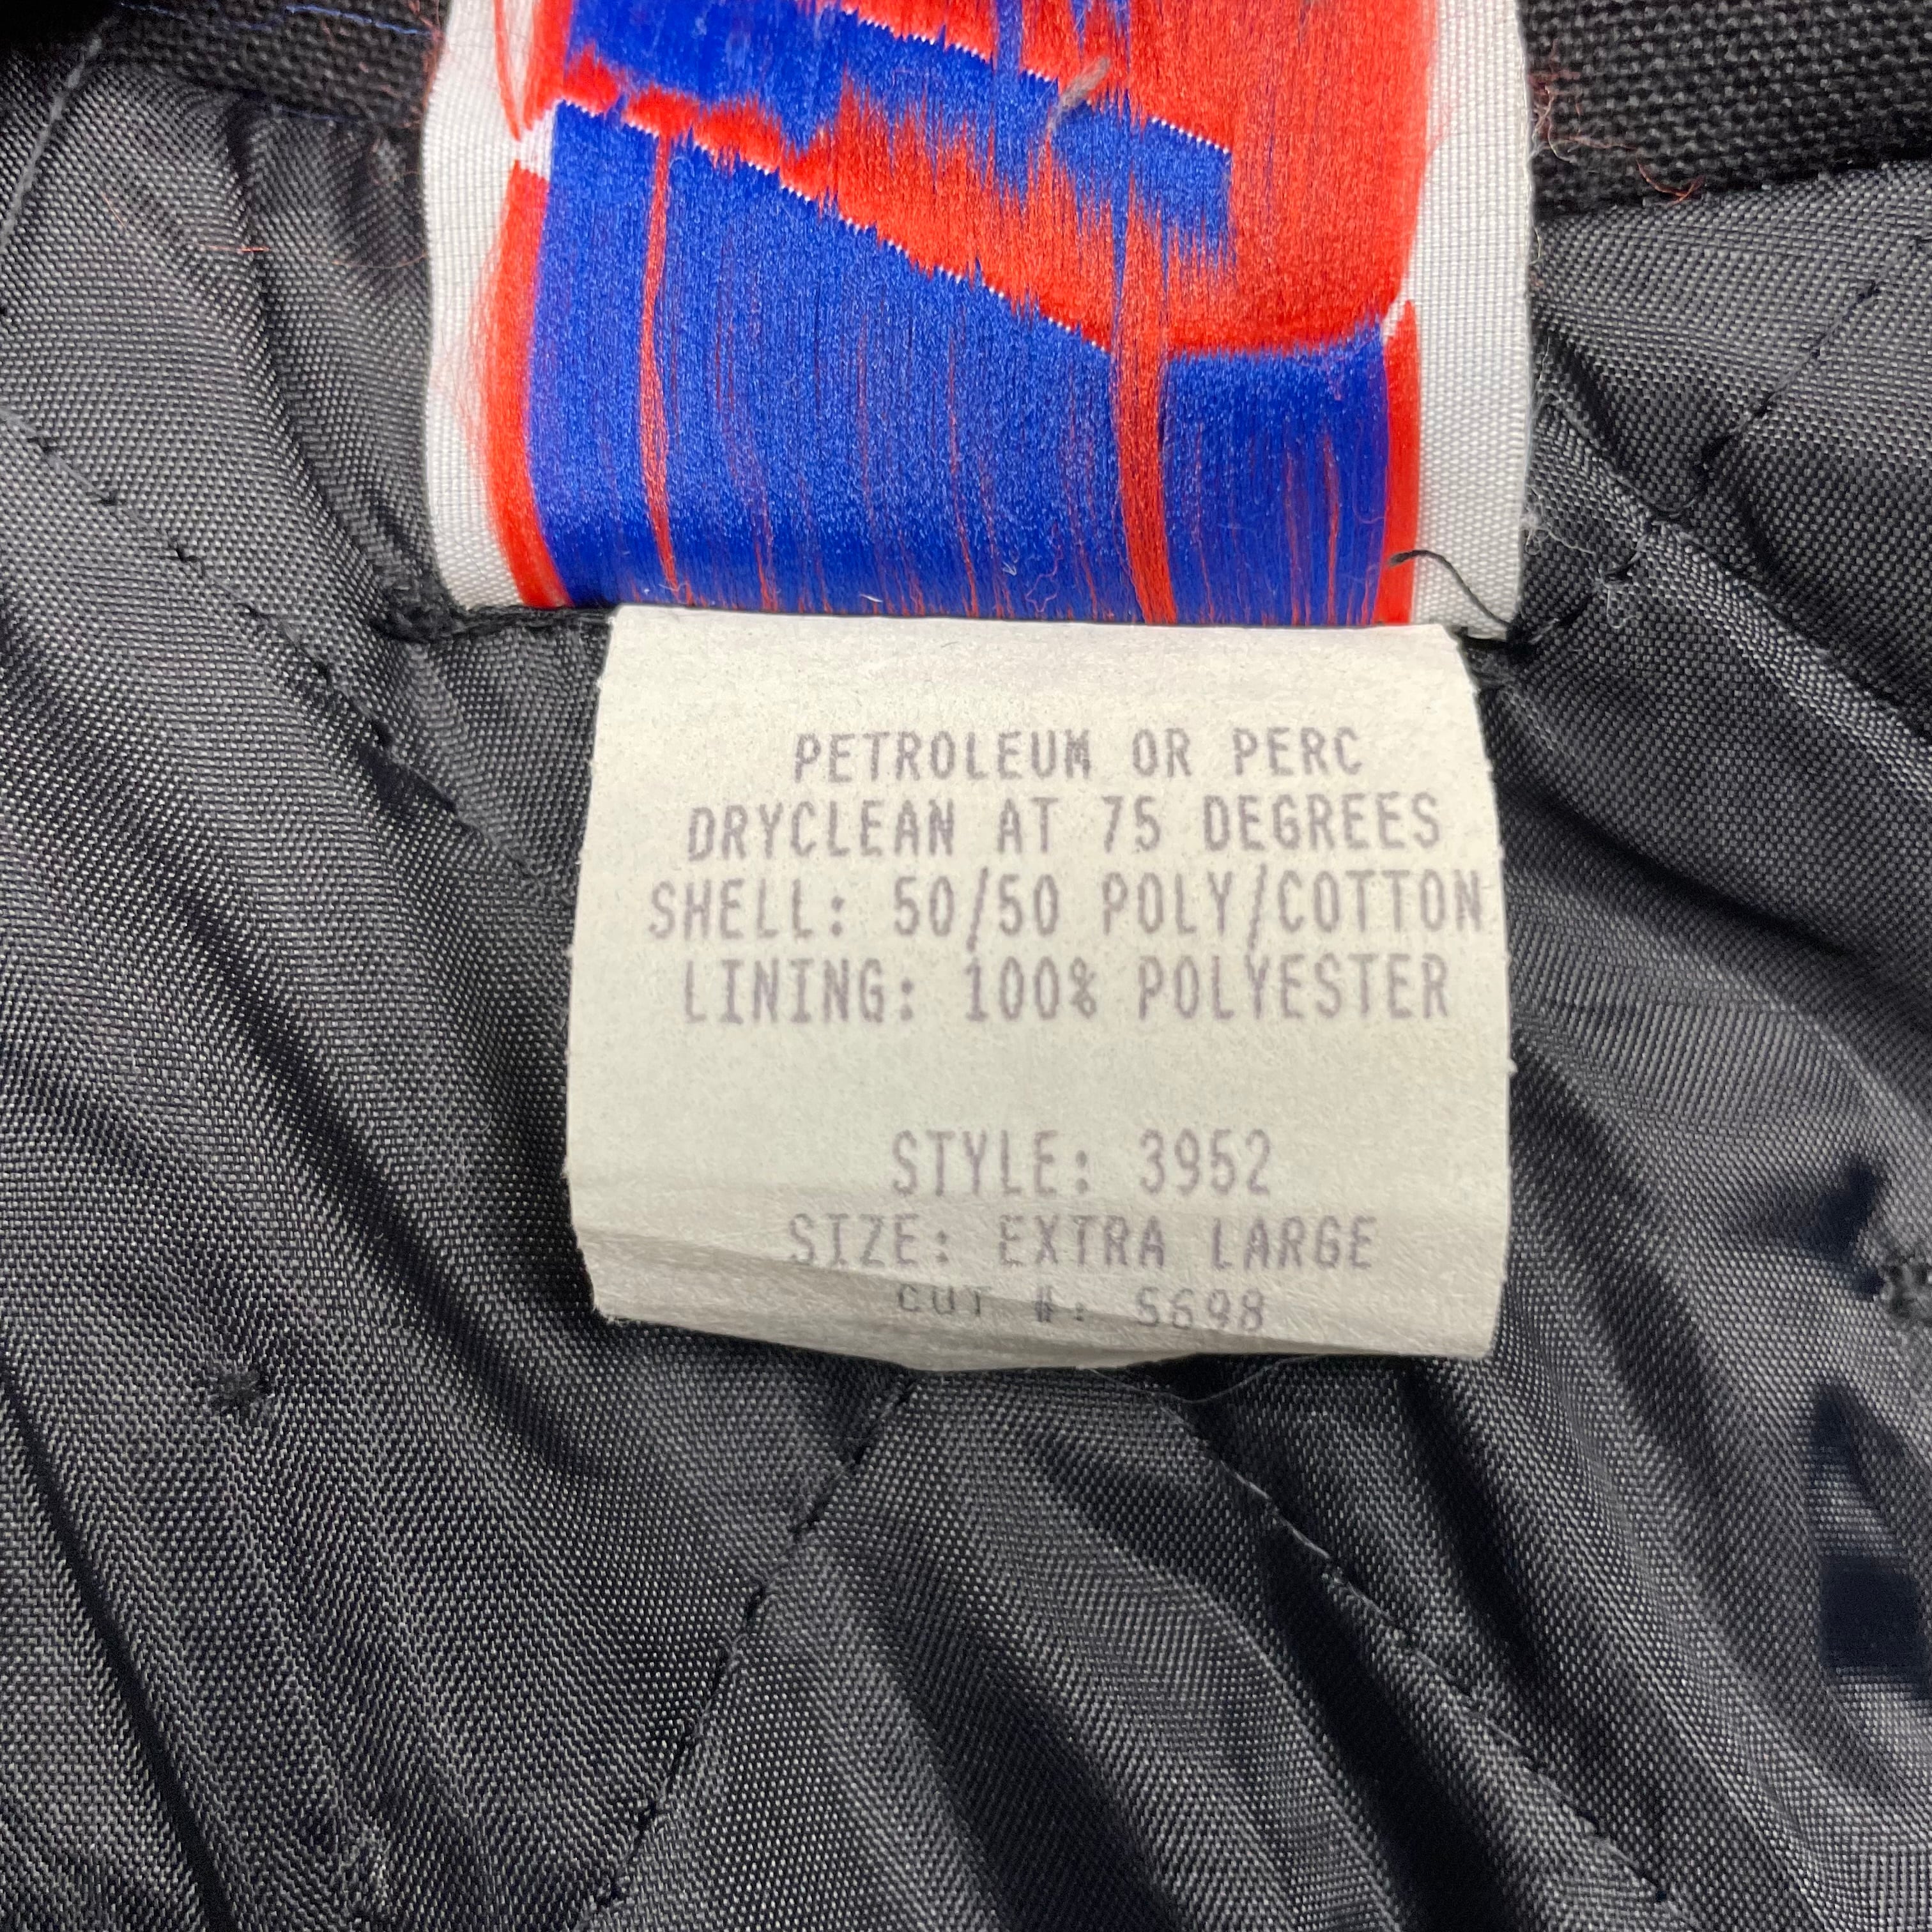 PETROLEUM OR PERC
DRYCLEAN AT 75 DEGREES
SHELL: 50/50 POLY/COTTON
LINING: 100% POLYESTER
STYLE: 3952
SIZE: EXTRA LARGE
CUT #: 5698